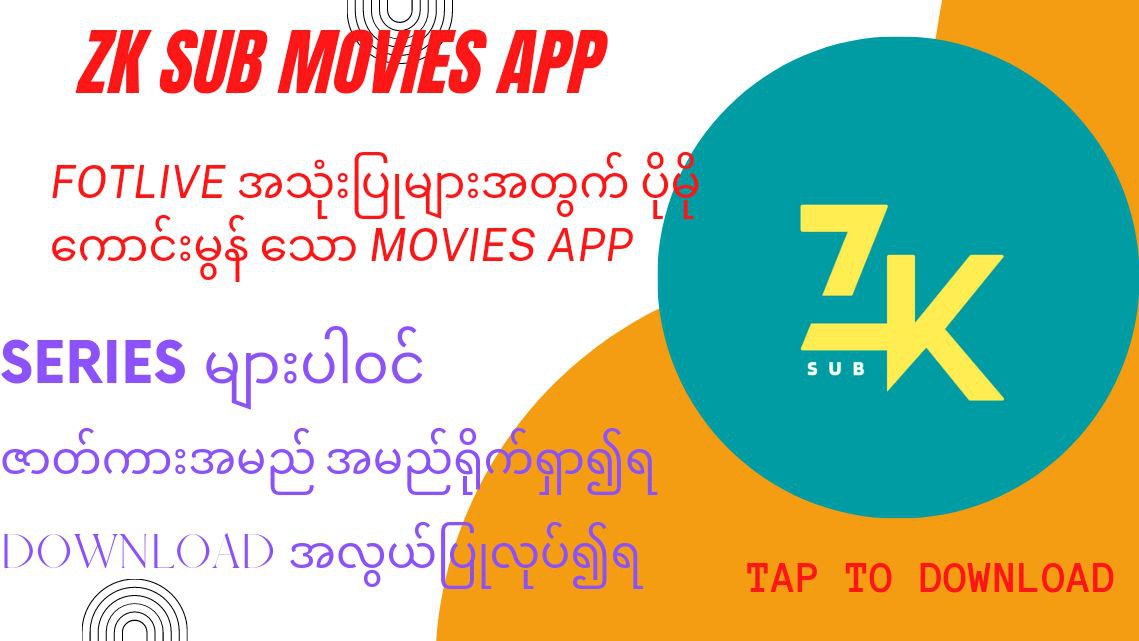 ZK SUB MOVIES APP
FOTLIVE အသုံးပြုများအတွက် ပိုမို
ကောင်းမွန် သော MOVIES APP
SERIES များပါဝင်
ဇာတ်ကားအမည် အမည်ရိုက်ရှာ၍ရ
DOWNLOAD အလွယ်ပြုလုပ်၍ရ
ZK
SUB
TAP TO DOWNLOAD